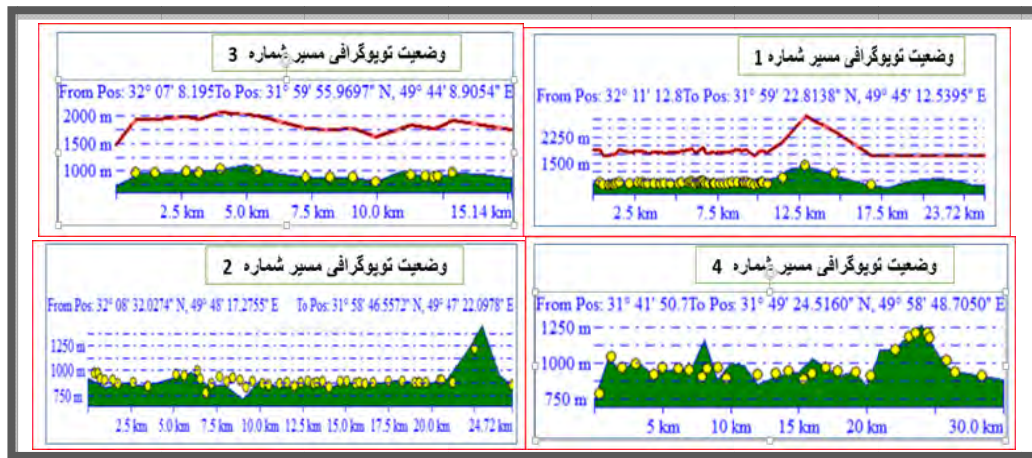 وضعیت توپوگرافی مسیر شماره 3
From Pos: 32° 07' 8.195To Pos: 31° 59' 55.9697" N, 49° 44' 8.9054" E
2000 m
1500 m
1000 m
2.5 km 5.0 km 7.5 km 10.0 km 15.14 km
وضعیت توپوگرافی مسیر شماره 1
From Pos: 32° 11' 12.8To Pos: 31° 59' 22.8138" N, 49° 45' 12.5395" E
2250 m
1500 m
2.5 km 7.5 km 12.5 km 17.5 km 23.72 km
وضعیت توپوگرافی مسیر شماره 2
From Pos: 32° 08' 32.0274" N, 49° 48' 17.2755" E To Pos: 31° 58' 46.5572" N, 49° 47' 22.0978" E
1250 m
1000 m
750 m
2.5 km 5.0 km 7.5 km 10.0 km 12.5 km 15.0 km 17.5 km 20.0 km 24.72 km
وضعیت توپوگرافی مسیر شماره 4
From Pos: 31° 41' 50.7To Pos: 31° 49' 24.5160" N, 49° 58' 48.7050" E
1250 m
1000 m
750 m
5 km 10 km 15 km 20 km 30.0 km